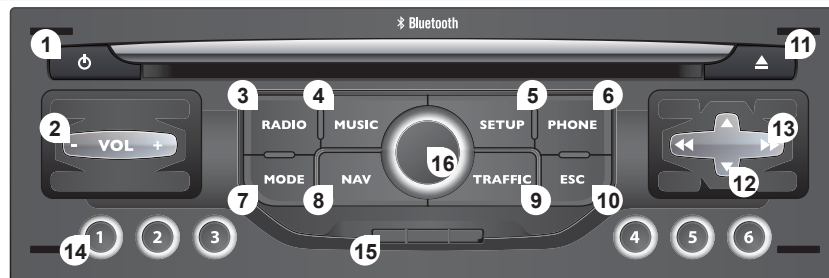 Bluetooth
1
11
3
4
5
6
2
- VOL +
RADIO
MUSIC
SETUP
PHONE
13
16
MODE
NAV
TRAFFIC
ESC
12
7
8
9
10
14
1
2
3
15
4
5
6